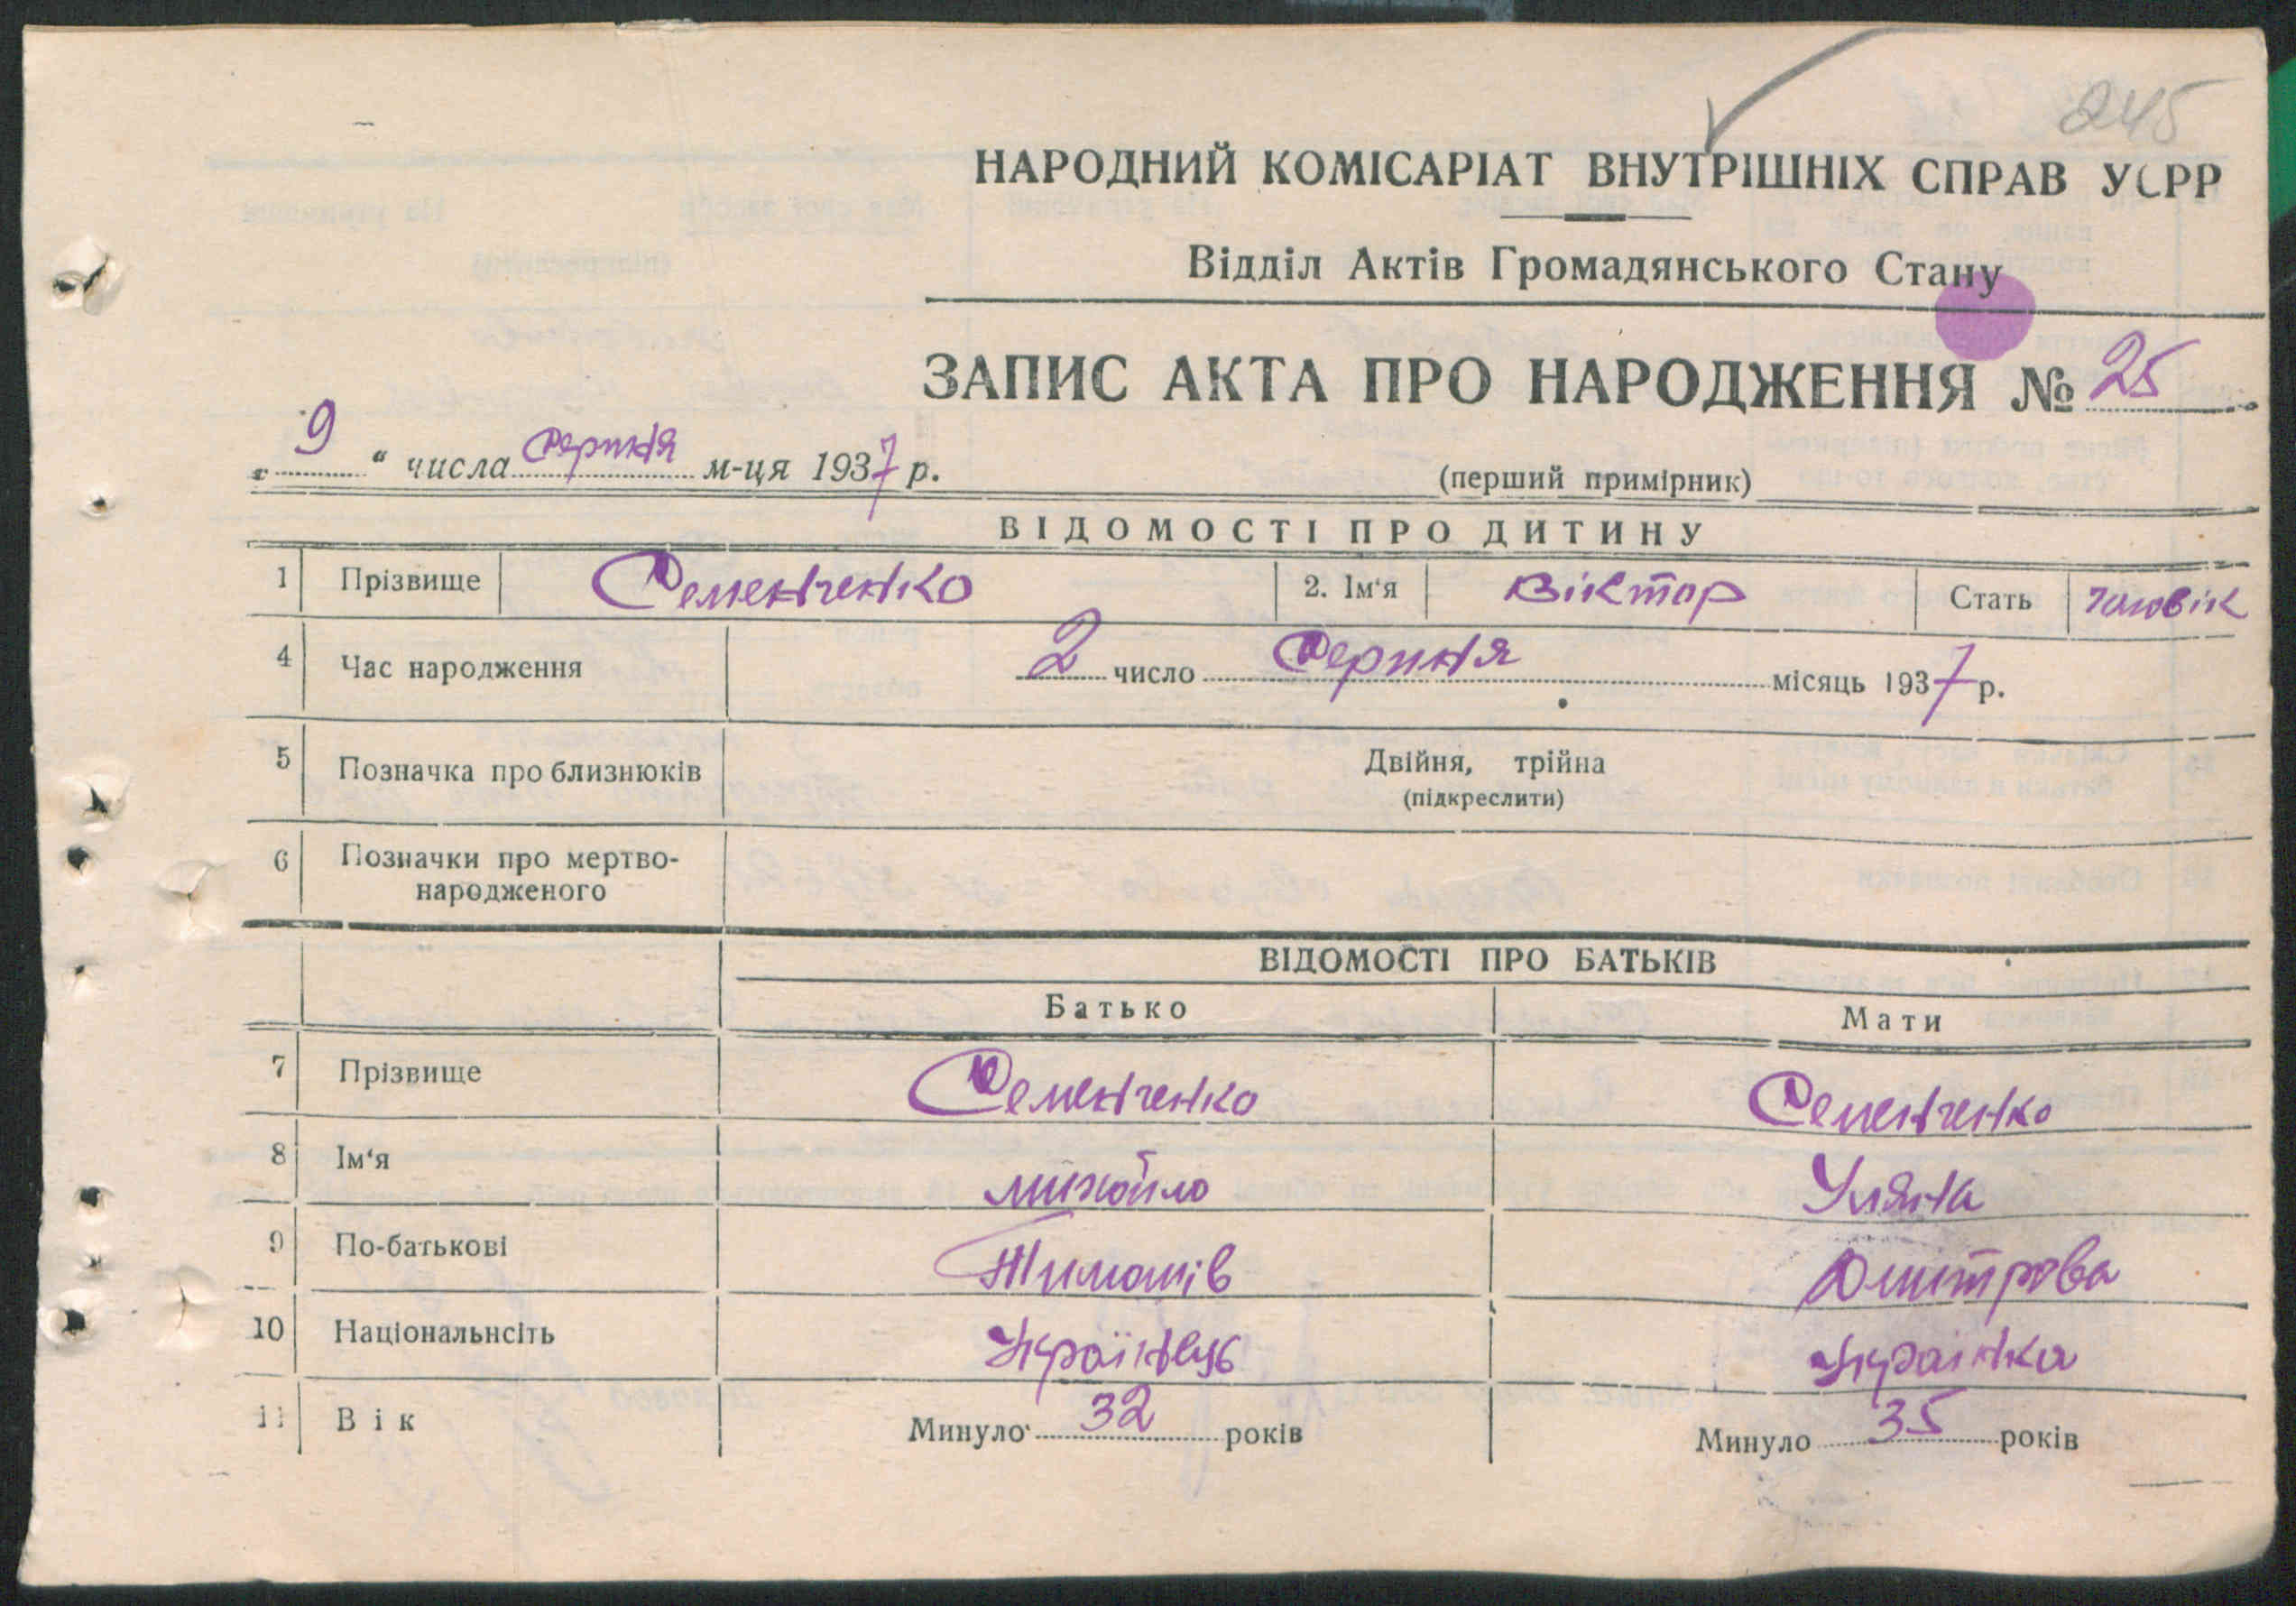 245
НАРОДНИЙ КОМІСАРІАТ ВНУТРІШНІХ СПРАВ УСРР
Відділ Актів Громадянського Стану
ЗАПИС АКТА ПРО НАРОДЖЕННЯ № 25
„ 9 “ числа серпня м-ця 1937 р.
(перший примірник)
ВІДОМОСТІ ПРО ДИТИНУ
1 Прізвище Семенченко 2. Ім‘я Віктор Стать чоловік
4 Час народження 2 число Серпня місяць 1937 р.
5 Позначка про близнюків Двійня, трійна
(підкреслити)
6 Позначки про мертво-
народженого
ВІДОМОСТІ ПРО БАТЬКІВ
Батько Мати
7 Прізвище Семенченко Семенченко
8 Ім‘я михайло Уляна
9 По-батькові Тимошів Дмитрова
10 Національнсіть Українець Українка
11 Вік Минуло 32 років Минуло 35 років